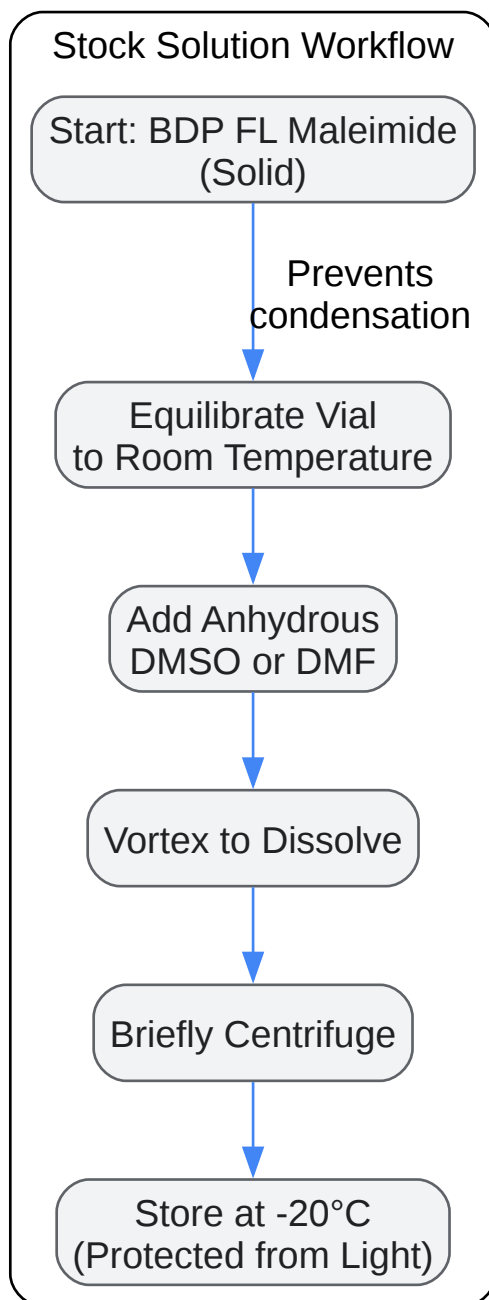 Stock Solution Workflow
Start: BDP FL Maleimide
(Solid)
Prevents
condensation
Equilibrate Vial
to Room Temperature
Add Anhydrous
DMSO or DMF
Vortex to Dissolve
Briefly Centrifuge
Store at -20°C
(Protected from Light)